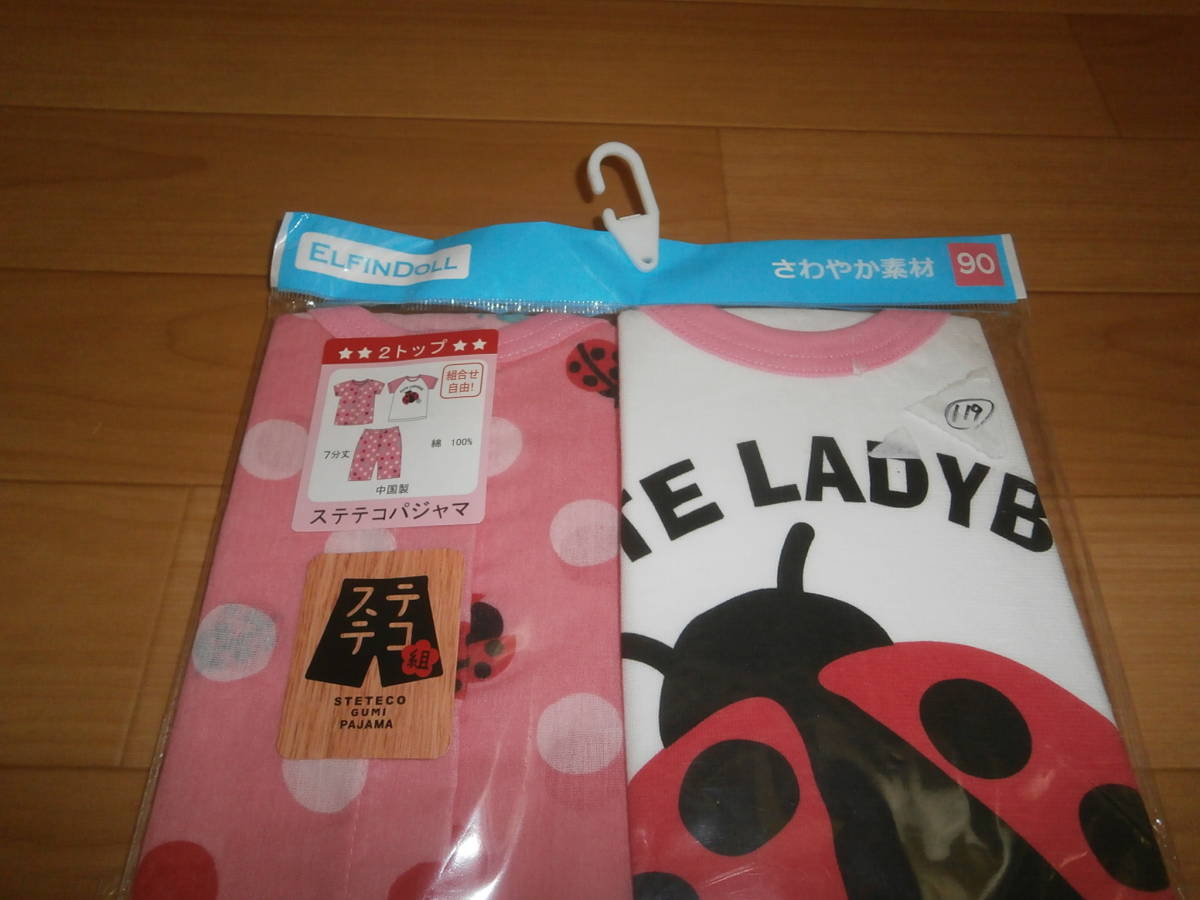 ELFINDOLL
さわやか素材 90
★★2トップ★★
組合せ
自由!
7分丈
綿 100%
中国製
ステテコパジャマ
ステテコ
組
STETECO
GUMI
PAJAMA
119
TE LADYB